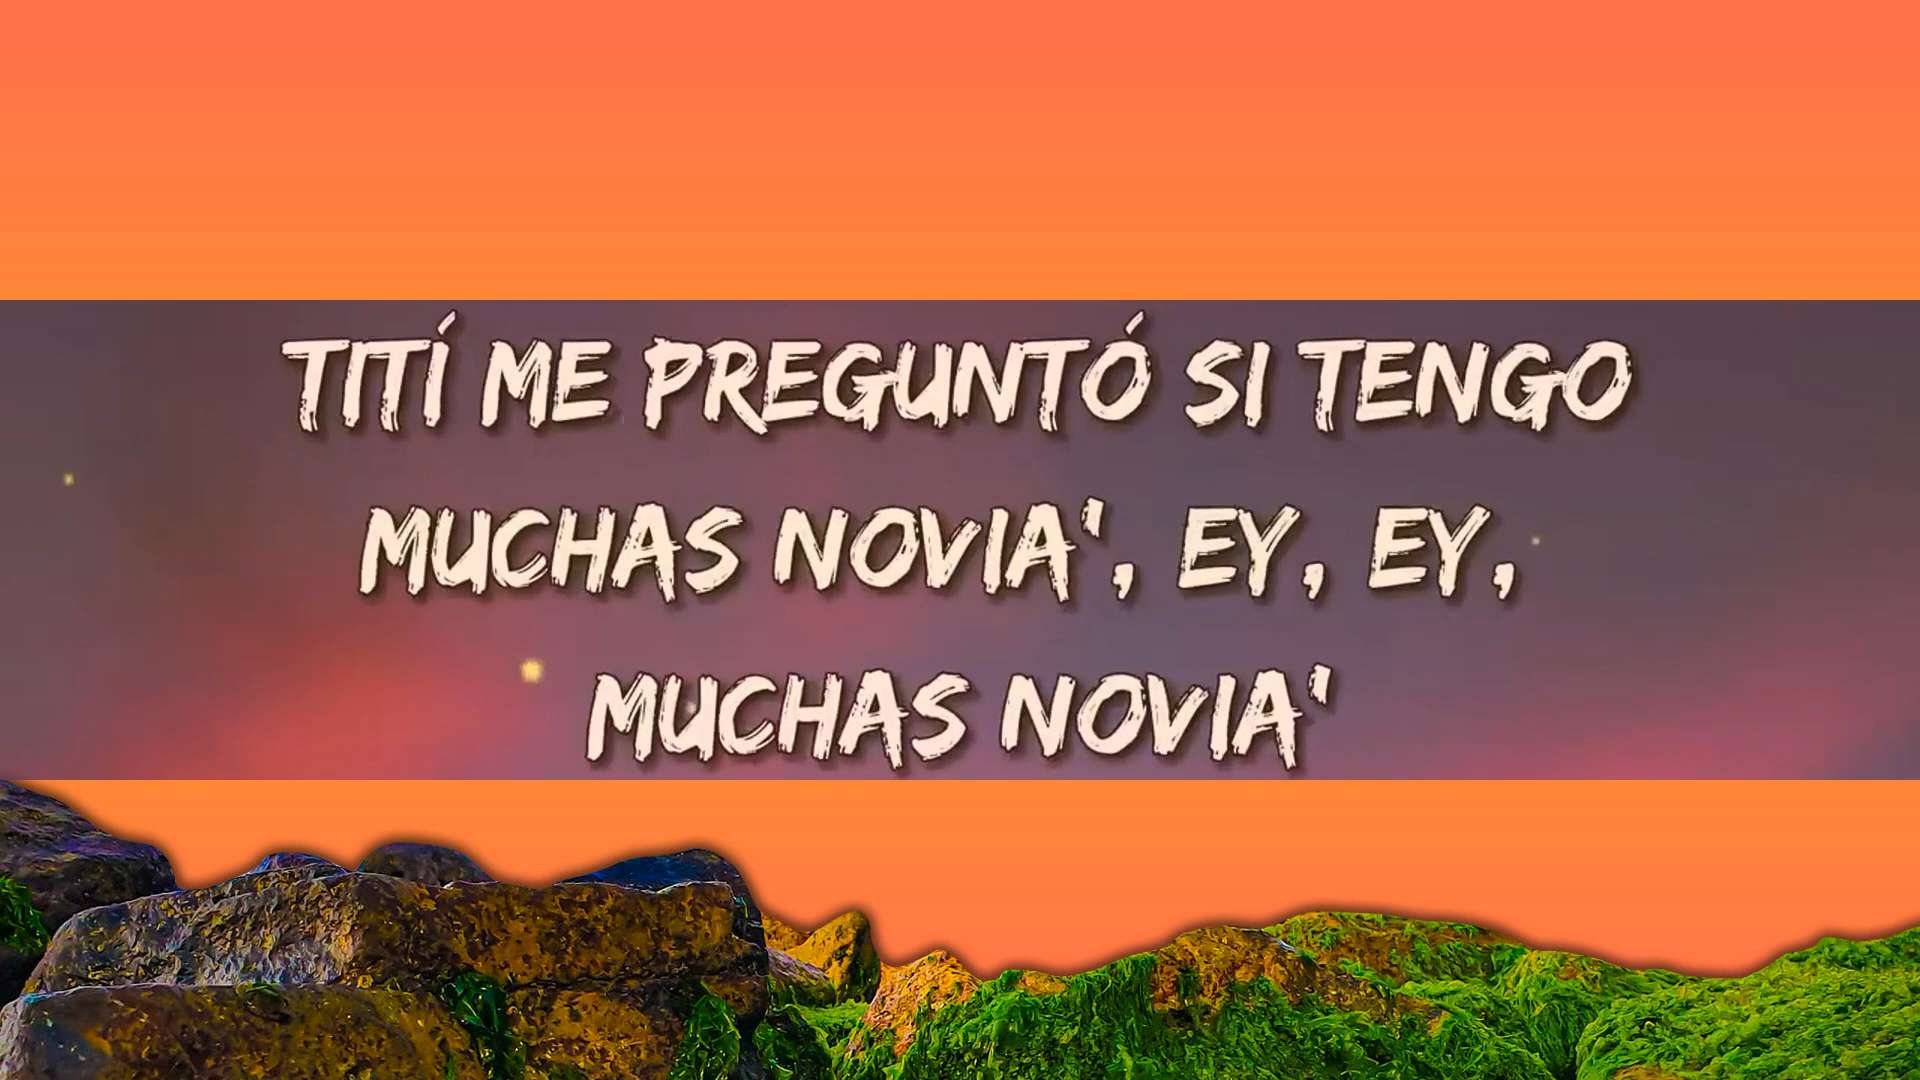 TITÍ ME PREGUNTÓ SI TENGO
MUCHAS NOVIA', EY, EY,
MUCHAS NOVIA'